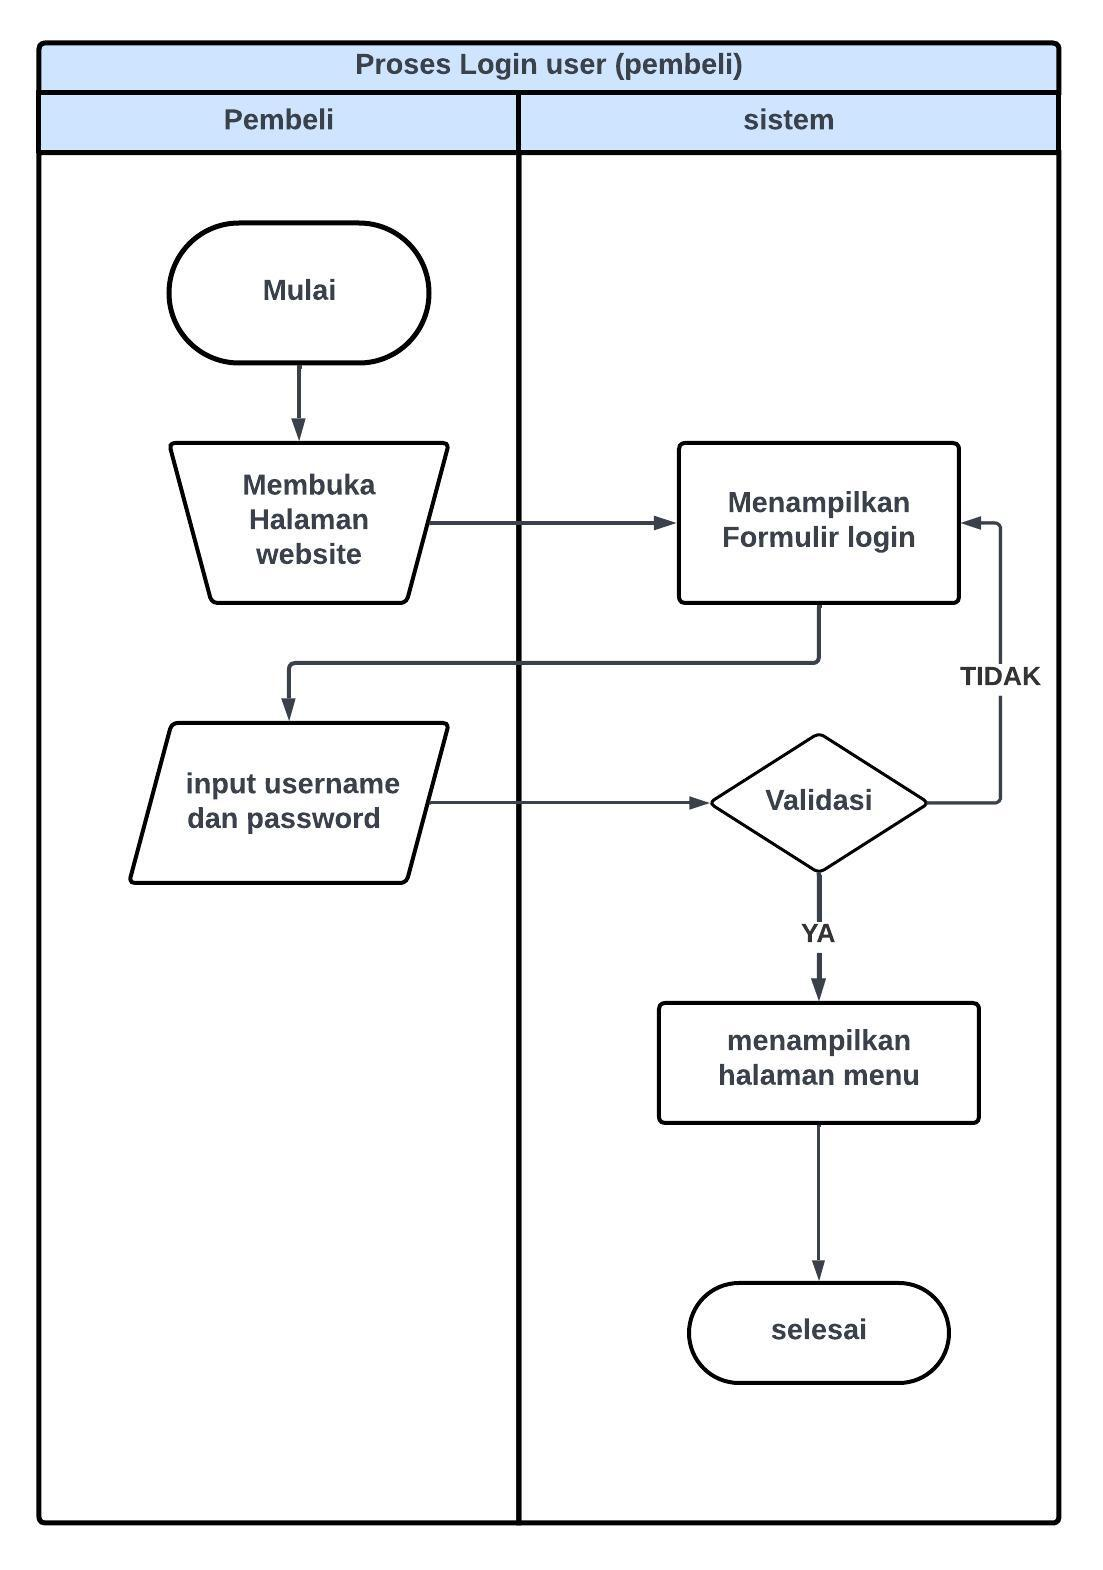 Proses Login user (pembeli)
Pembeli
sistem
Mulai
Membuka
Halaman
website
Menampilkan
Formulir login
TIDAK
input username
dan password
Validasi
YA
menampilkan
halaman menu
selesai